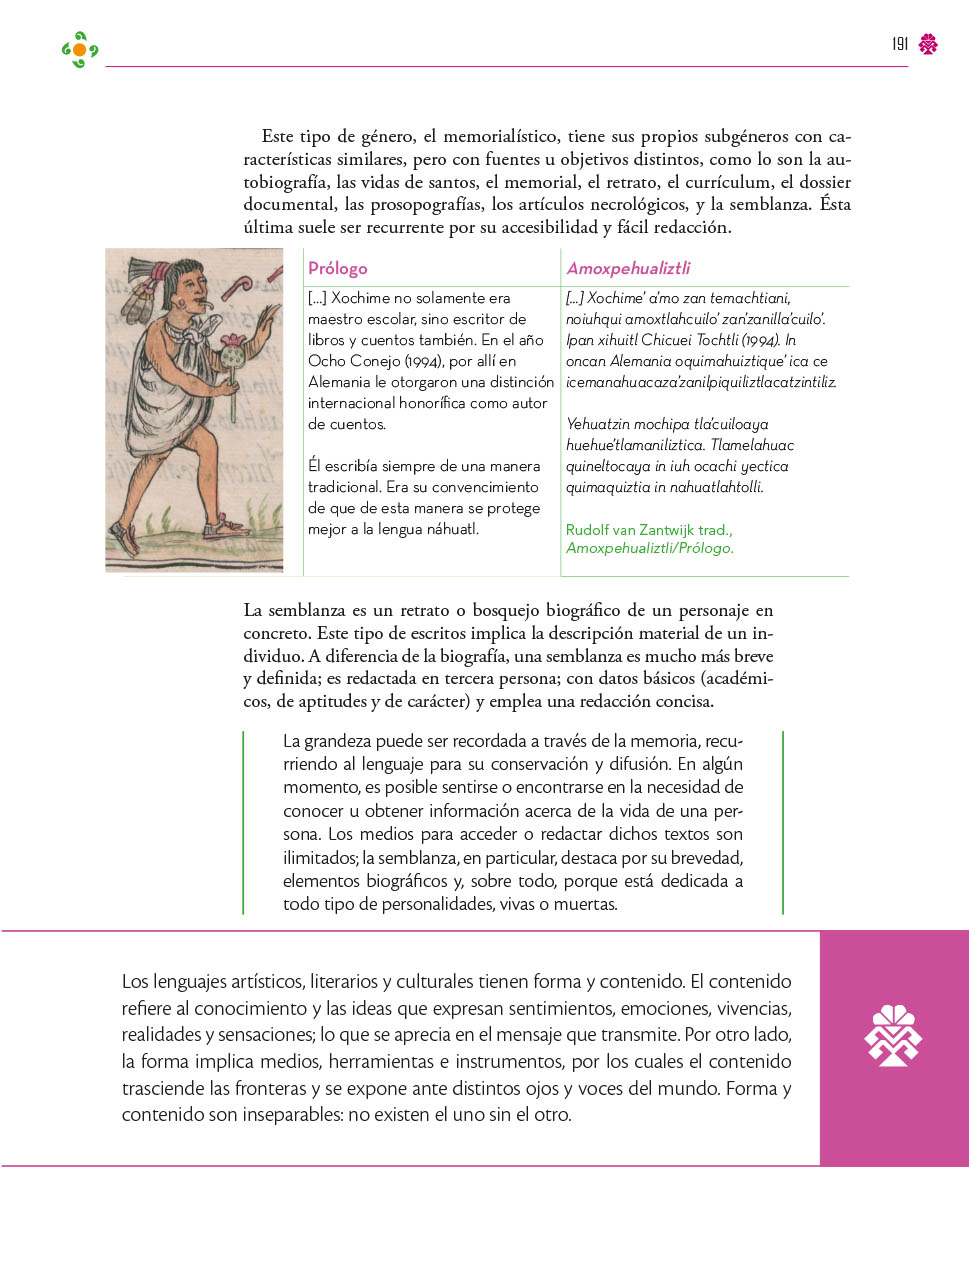 191
Este tipo de género, el memorialístico, tiene sus propios subgéneros con ca-
racterísticas similares, pero con fuentes u objetivos distintos, como lo son la au-
tobiografía, las vidas de santos, el memorial, el retrato, el currículum, el dossier
documental, las prosopografías, los artículos necrológicos, y la semblanza. Ésta
última suele ser recurrente por su accesibilidad y fácil redacción.
Prólogo
[...] Xochime no solamente era
maestro escolar, sino escritor de
libros y cuentos también. En el año
Ocho Conejo (1994), por allí en
Alemania le otorgaron una distinción
internacional honorífica como autor
de cuentos.
Él escribía siempre de una manera
tradicional. Era su convencimiento
de que de esta manera se protege
mejor a la lengua náhuatl.
Amoxpehualiztli
[...] Xochime’ a’mo zan temachtiani,
noiuhqui amoxtlahcuilo’ zan’zanilla’cuilo’.
Ipan xihuitl Chicuei Tochtli (1994). In
oncan Alemania oquimahuiztique’ ica ce
icemanahuacaza’zanilpiquiliztlacatzintiliz.
Yehuatzin mochipa tla’cuiloaya
huehue’tlamaniliztica. Tlamelahuac
quineltocaya in iuh ocachi yectica
quimaquiztia in nahuatlahtolli.
Rudolf van Zantwijk trad.,
Amoxpehualiztli/Prólogo.
La semblanza es un retrato o bosquejo biográfico de un personaje en
concreto. Este tipo de escritos implica la descripción material de un in-
dividuo. A diferencia de la biografía, una semblanza es mucho más breve
y definida; es redactada en tercera persona; con datos básicos (académi-
cos, de aptitudes y de carácter) y emplea una redacción concisa.
La grandeza puede ser recordada a través de la memoria, recu-
rriendo al lenguaje para su conservación y difusión. En algún
momento, es posible sentirse o encontrarse en la necesidad de
conocer u obtener información acerca de la vida de una per-
sona. Los medios para acceder o redactar dichos textos son
ilimitados; la semblanza, en particular, destaca por su brevedad,
elementos biográficos y, sobre todo, porque está dedicada a
todo tipo de personalidades, vivas o muertas.
Los lenguajes artísticos, literarios y culturales tienen forma y contenido. El contenido
refiere al conocimiento y las ideas que expresan sentimientos, emociones, vivencias,
realidades y sensaciones; lo que se aprecia en el mensaje que transmite. Por otro lado,
la forma implica medios, herramientas e instrumentos, por los cuales el contenido
trasciende las fronteras y se expone ante distintos ojos y voces del mundo. Forma y
contenido son inseparables: no existen el uno sin el otro.